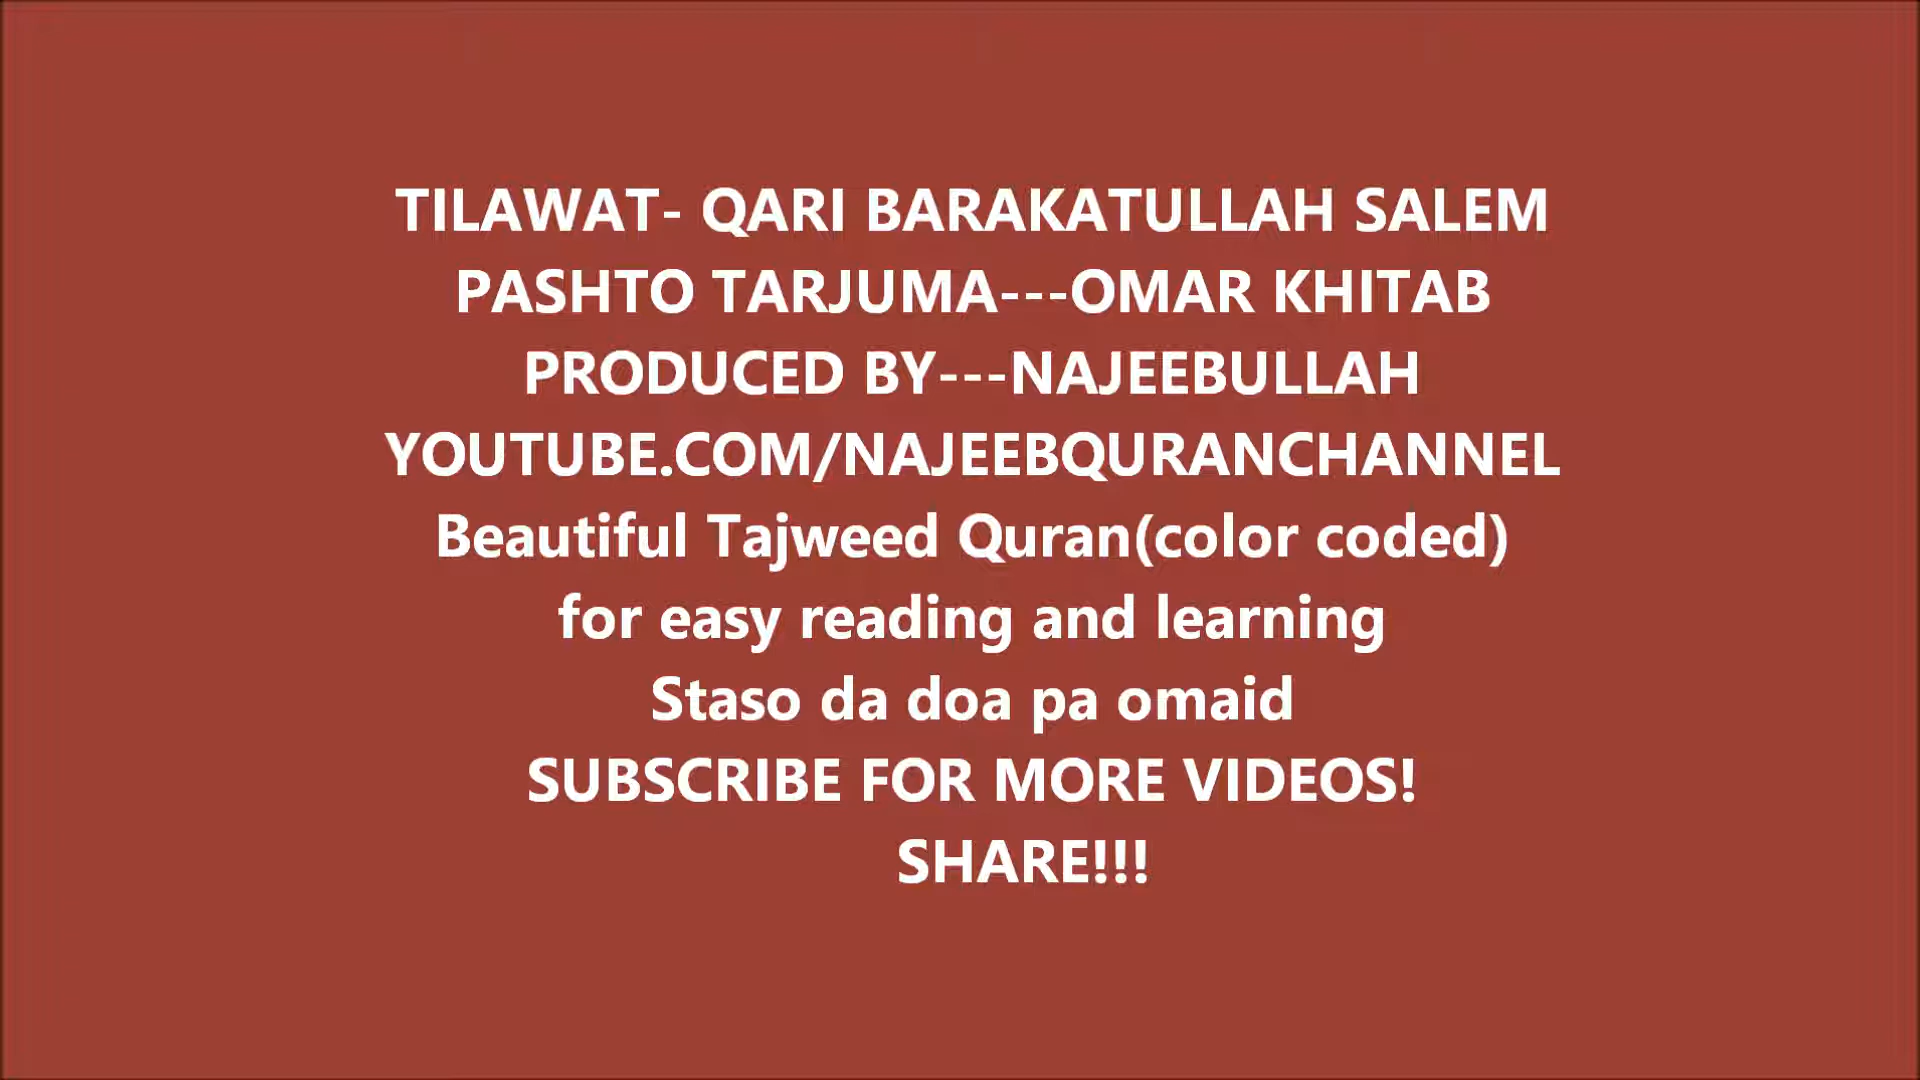 TILAWAT- QARI BARAKATULLAH SALEM
PASHTO TARJUMA---OMAR KHITAB
PRODUCED BY---NAJEEBULLAH
YOUTUBE.COM/NAJEEBQURANCHANNEL
Beautiful Tajweed Quran(color coded)
for easy reading and learning
Staso da doa pa omaid
SUBSCRIBE FOR MORE VIDEOS!
SHARE!!!